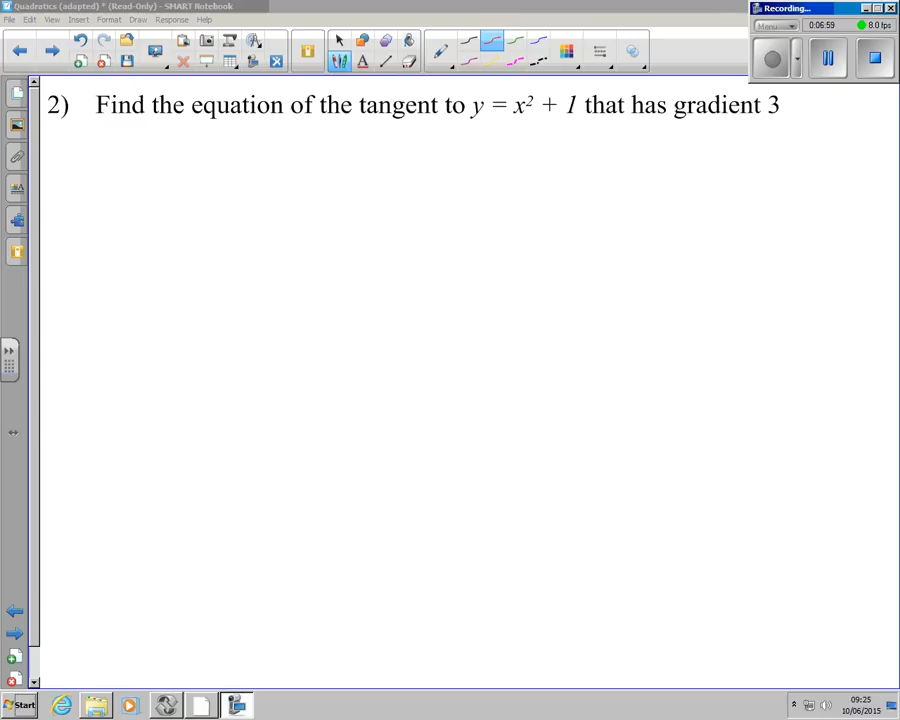 Quadratics (adapted) * (Read-Only) - SMART Notebook
File Edit View Insert Format Draw Response Help
Recording...
Menu 0:06:59 8.0 fps
2) Find the equation of the tangent to y = x² + 1 that has gradient 3
Start
09:25
10/06/2015